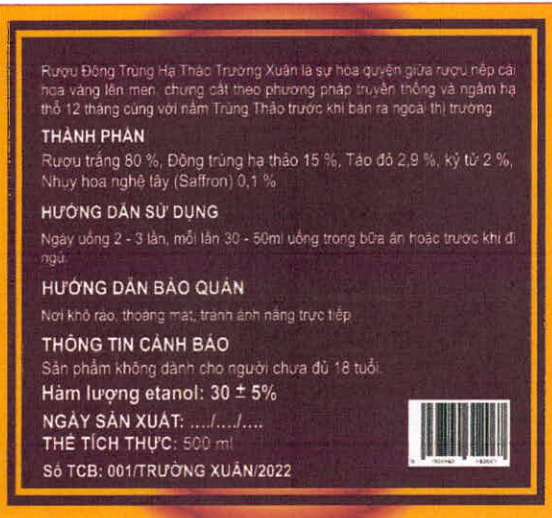 Rượu Đông Trùng Hạ Thảo Trường Xuân là sự hòa quyện giữa rượu nếp cái
hoa vàng lên men, chưng cất theo phương pháp truyền thống và ngâm hạ
thổ 12 tháng cùng với nấm Trùng Thảo trước khi bán ra ngoài thị trường.
THÀNH PHẦN
Rượu trắng 80 %, Đông trùng hạ thảo 15 %, Táo đỏ 2,9 %, kỷ tử 2 %,
Nhụy hoa nghệ tây (Saffron) 0,1 %
HƯỚNG DẪN SỬ DỤNG
Ngày uống 2 - 3 lần, mỗi lần 30 - 50ml uống trong bữa ăn hoặc trước khi đi
ngủ.
HƯỚNG DẪN BẢO QUẢN
Nơi khô ráo, thoáng mát, tránh ánh nắng trực tiếp
THÔNG TIN CẢNH BÁO
Sản phẩm không dành cho người chưa đủ 18 tuổi.
Hàm lượng etanol: 30 ± 5%
NGÀY SẢN XUẤT: ..../..../....
THỂ TÍCH THỰC: 500 ml
Số TCB: 001/TRƯỜNG XUÂN/2022